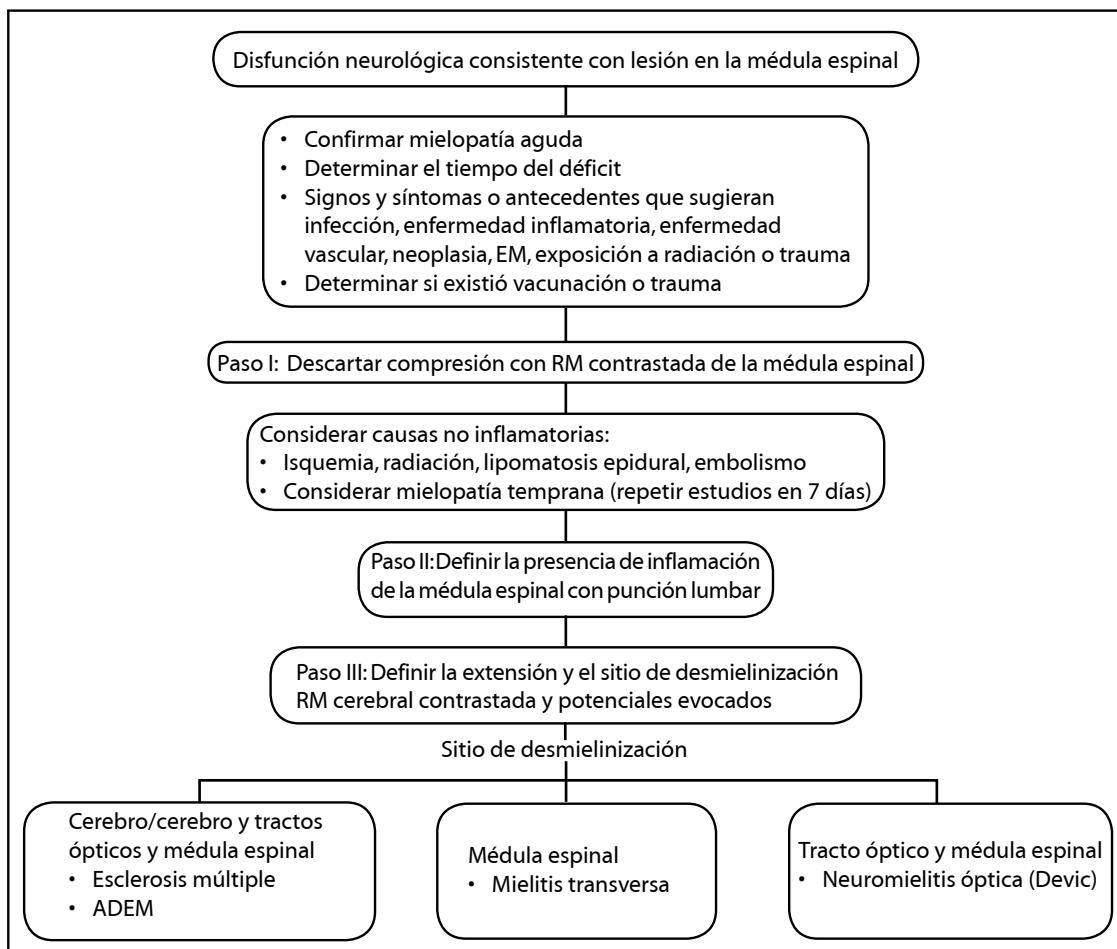 Disfunción neurológica consistente con lesión en la médula espinal
• Confirmar mielopatía aguda
• Determinar el tiempo del déficit
• Signos y síntomas o antecedentes que sugieran
infección, enfermedad inflamatoria, enfermedad
vascular, neoplasia, EM, exposición a radiación o trauma
• Determinar si existió vacunación o trauma
Paso I: Descartar compresión con RM contrastada de la médula espinal
Considerar causas no inflamatorias:
• Isquemia, radiación, lipomatosis epidural, embolismo
• Considerar mielopatía temprana (repetir estudios en 7 días)
Paso II: Definir la presencia de inflamación
de la médula espinal con punción lumbar
Paso III: Definir la extensión y el sitio de desmielinización
RM cerebral contrastada y potenciales evocados
Sitio de desmielinización
Cerebro/cerebro y tractos
ópticos y médula espinal
• Esclerosis múltiple
• ADEM
Médula espinal
• Mielitis transversa
Tracto óptico y médula espinal
• Neuromielitis óptica (Devic)